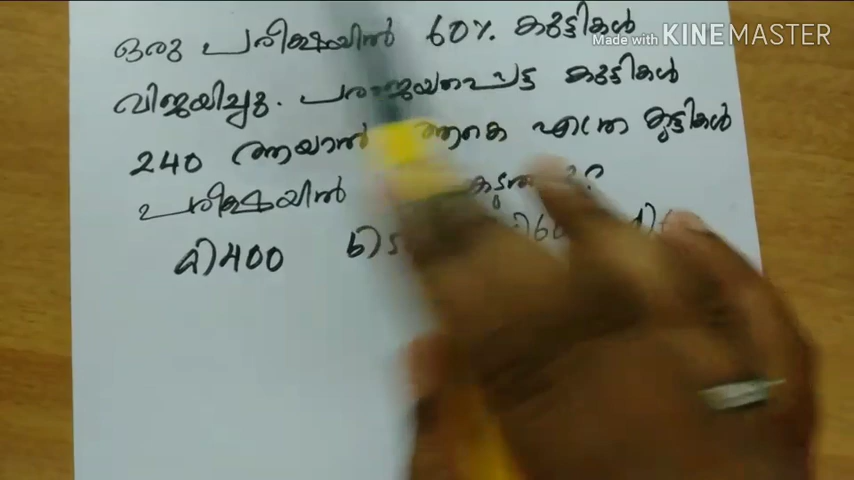 ഒരു പരീക്ഷയിൽ 60% കുട്ടികൾ
Made with KINEMASTER
വിജയിച്ചു. പരാജയപ്പെട്ട കുട്ടികൾ
240 ആയാൽ ആകെ എത്ര കുട്ടികൾ
പരീക്ഷയിൽ
400